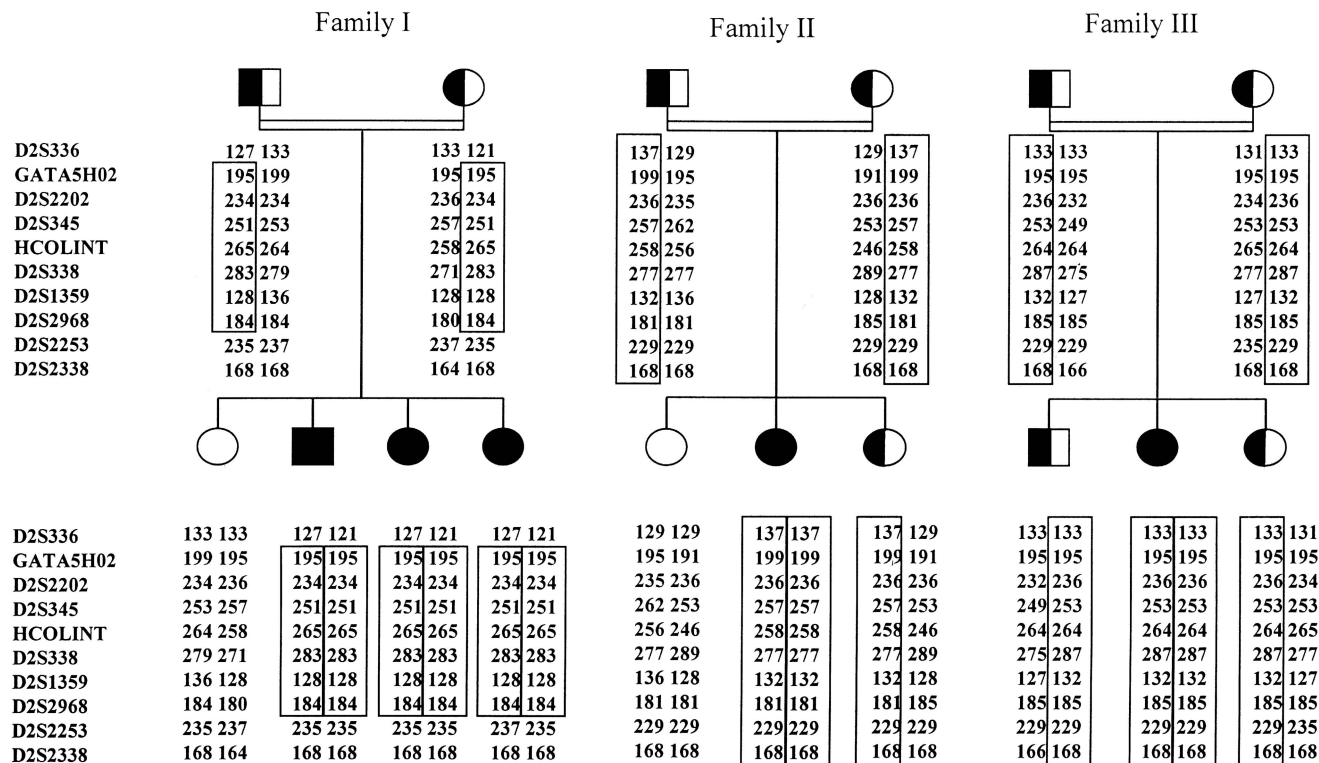 Family I Family II Family III
D2S336 127 133 133 121 137 129 129 137 133 133 131 133
GATA5H02 195 199 195 195 199 195 191 199 195 195 195 195
D2S2202 234 234 236 234 236 235 236 236 236 232 234 236
D2S345 251 253 257 251 257 262 253 257 253 249 253 253
HCOLINT 265 264 258 265 258 256 246 258 264 264 265 264
D2S338 283 279 271 283 277 277 289 277 287 275 277 287
D2S1359 128 136 128 128 132 136 128 132 132 127 127 132
D2S2968 184 184 180 184 181 181 185 181 185 185 185 185
D2S2253 235 237 237 235 229 229 229 229 229 229 235 229
D2S2338 168 168 164 168 168 168 168 168 168 166 168 168
D2S336 133 133 127 121 127 121 127 121 129 129 137 137 137 129 133 133 133 133 133 131
GATA5H02 199 195 195 195 195 195 195 195 195 191 199 199 199 191 195 195 195 195 195 195
D2S2202 234 236 234 234 234 234 234 234 235 236 236 236 236 236 232 236 236 236 236 234
D2S345 253 257 251 251 251 251 251 251 262 253 257 257 257 253 249 253 253 253 253 253
HCOLINT 264 258 265 265 265 265 265 265 256 246 258 258 258 246 264 264 264 264 264 265
D2S338 279 271 283 283 283 283 283 283 277 289 277 277 277 289 275 287 287 287 287 277
D2S1359 136 128 128 128 128 128 128 128 136 128 132 132 132 128 127 132 132 132 132 127
D2S2968 184 180 184 184 184 184 184 184 181 181 181 181 181 185 185 185 185 185 185 185
D2S2253 235 237 235 235 235 235 237 235 229 229 229 229 229 229 229 229 229 229 229 235
D2S2338 168 164 168 168 168 168 168 168 168 168 168 168 168 168 166 168 168 168 168 168